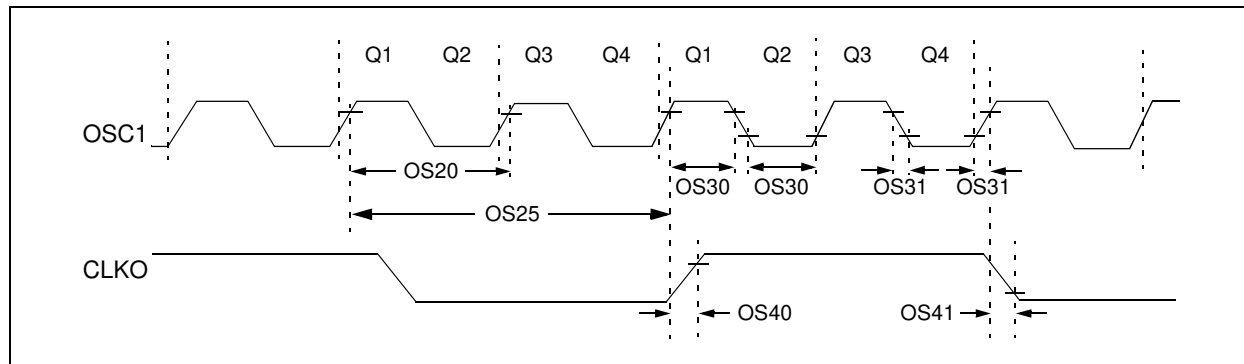 Q1 Q2 Q3 Q4 Q1 Q2 Q3 Q4
OSC1
OS20 OS30 OS30 OS31 OS31
OS25
CLKO
OS40 OS41